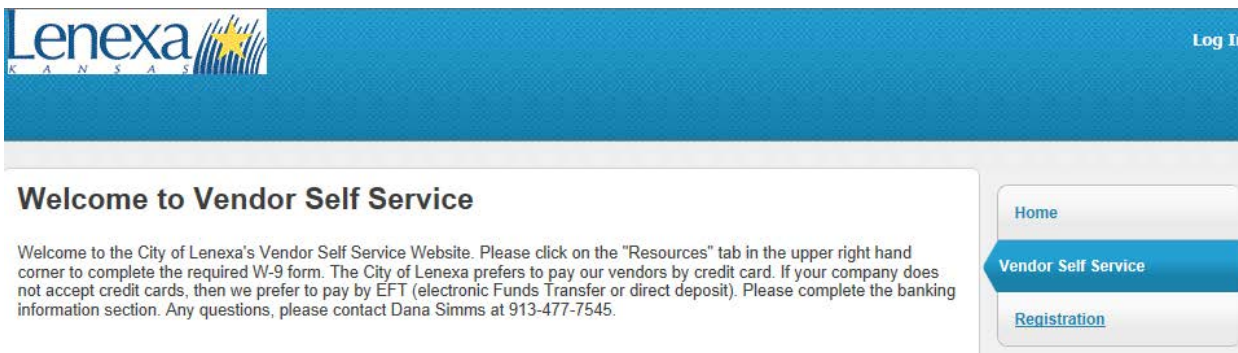 Lenexa
KANSAS
Log In
Welcome to Vendor Self Service
Welcome to the City of Lenexa's Vendor Self Service Website. Please click on the "Resources" tab in the upper right hand
corner to complete the required W-9 form. The City of Lenexa prefers to pay our vendors by credit card. If your company does
not accept credit cards, then we prefer to pay by EFT (electronic Funds Transfer or direct deposit). Please complete the banking
information section. Any questions, please contact Dana Simms at 913-477-7545.
Home
Vendor Self Service
Registration